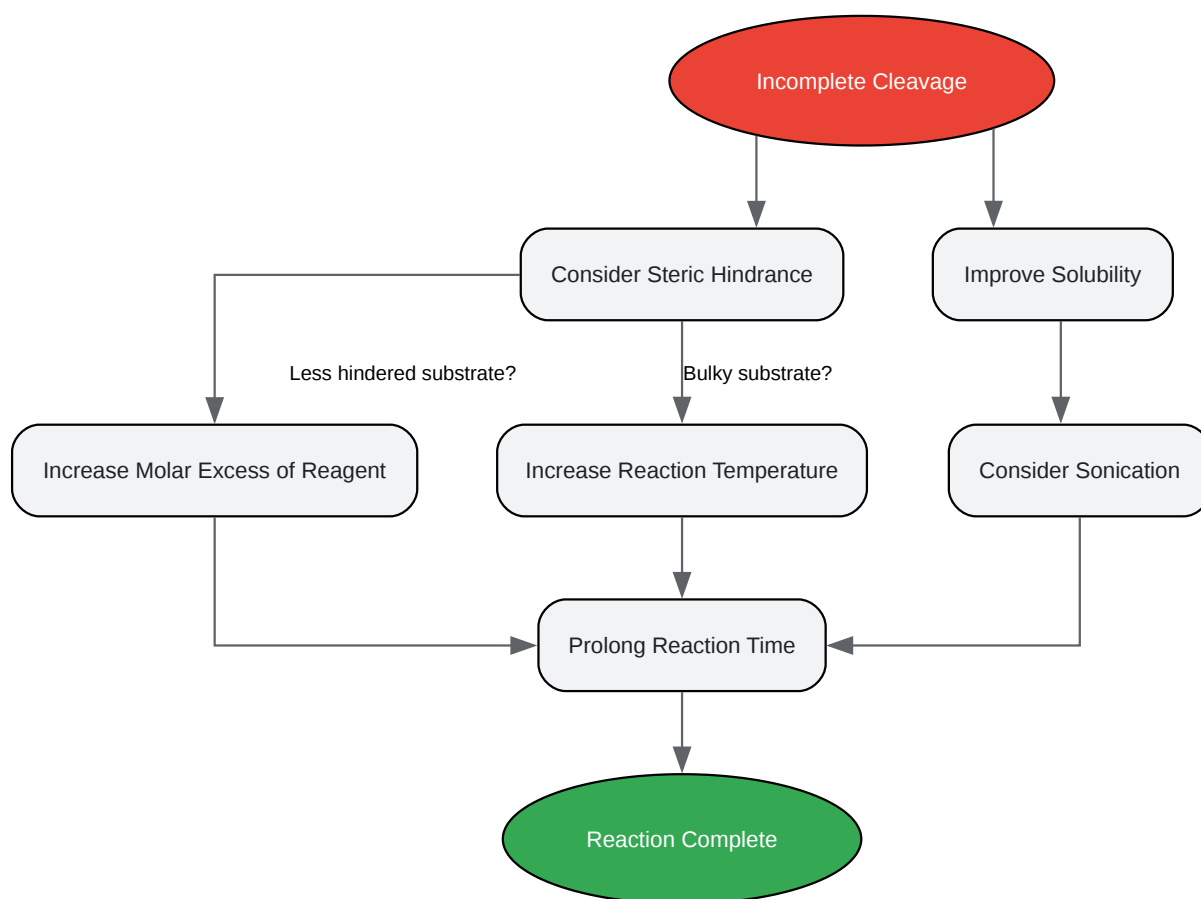 Incomplete Cleavage
Consider Steric Hindrance
Improve Solubility
Less hindered substrate?
Bulky substrate?
Increase Molar Excess of Reagent
Increase Reaction Temperature
Consider Sonication
Prolong Reaction Time
Reaction Complete